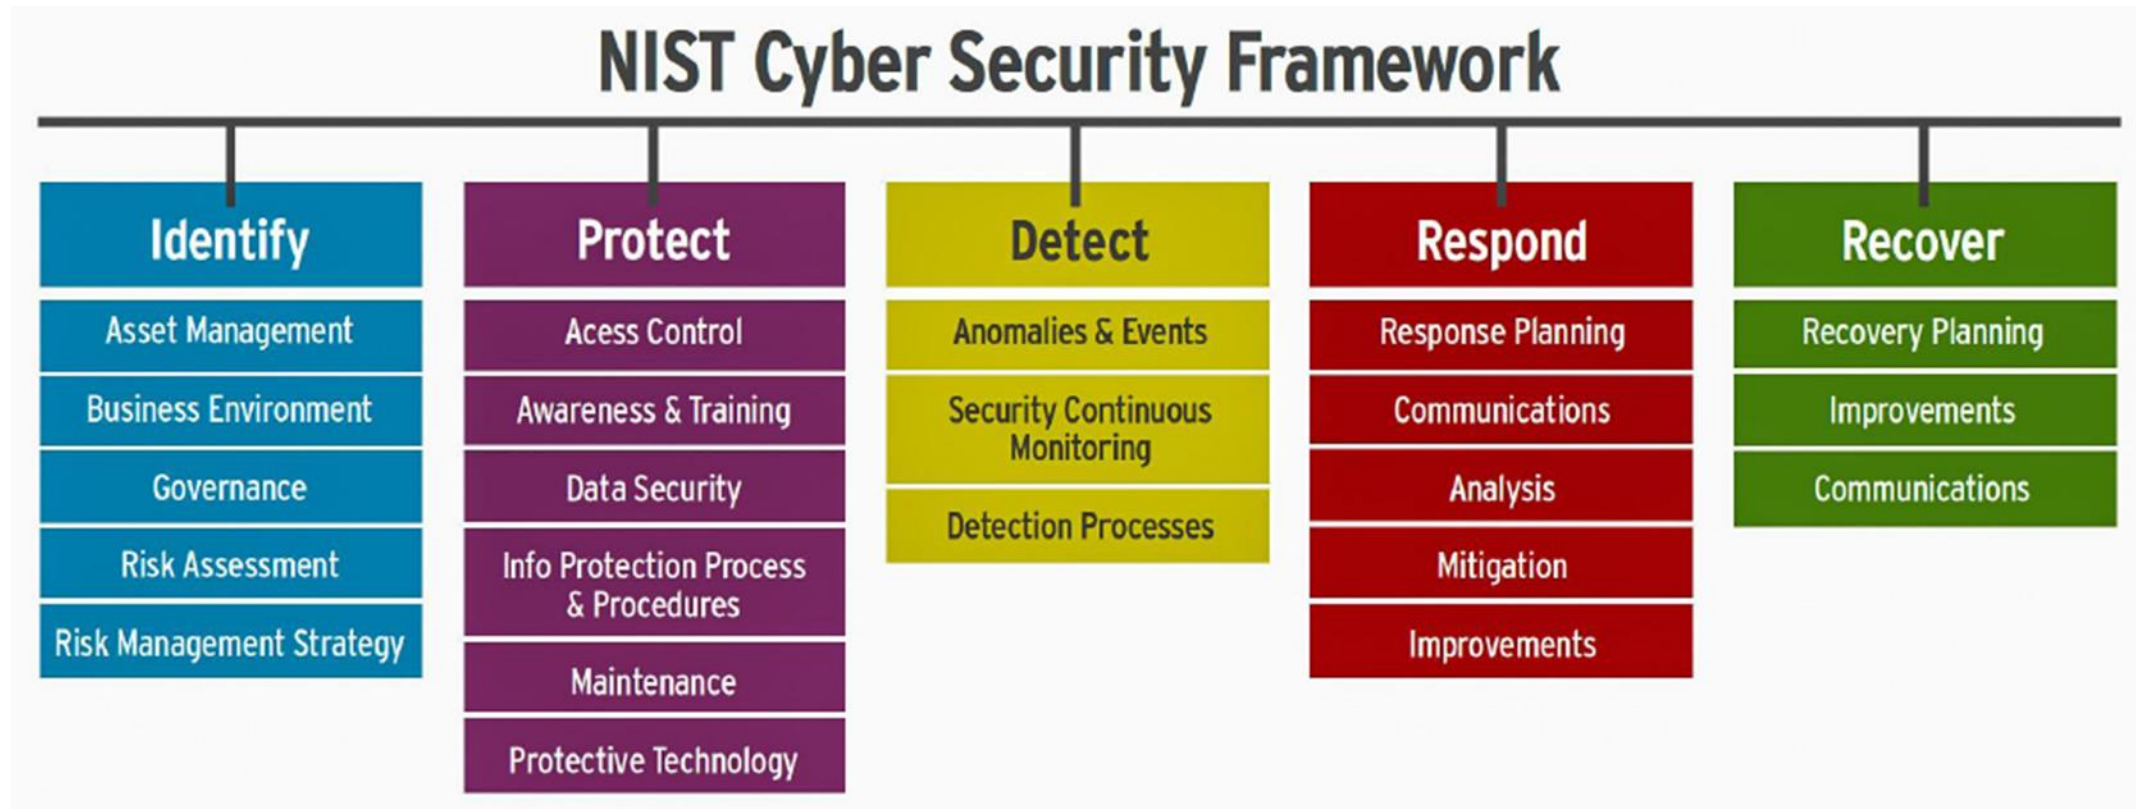 NIST Cyber Security Framework
Identify
Asset Management
Business Environment
Governance
Risk Assessment
Risk Management Strategy
Protect
Acess Control
Awareness & Training
Data Security
Info Protection Process
& Procedures
Maintenance
Protective Technology
Detect
Anomalies & Events
Security Continuous
Monitoring
Detection Processes
Respond
Response Planning
Communications
Analysis
Mitigation
Improvements
Recover
Recovery Planning
Improvements
Communications